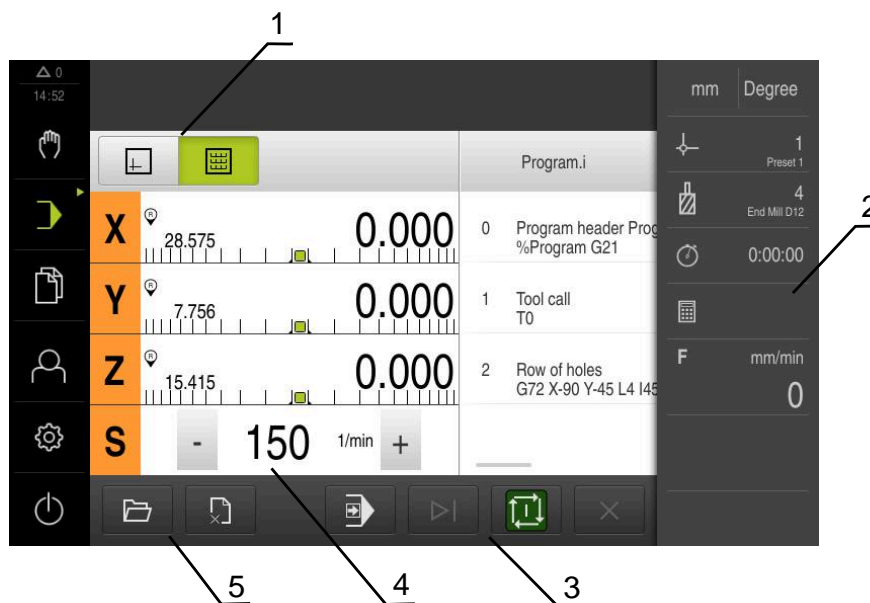 1
0
14:52
mm Degree
1
Preset 1
4
End Mill D12
2
0:00:00
F mm/min
0
Program.i
X R 28.575 0.000
Y R 7.756 0.000
Z R 15.415 0.000
S - 150 1/min +
0 Program header Prog
%Program G21
1 Tool call
T0
2 Row of holes
G72 X-90 Y-45 L4 I45
5 4 3